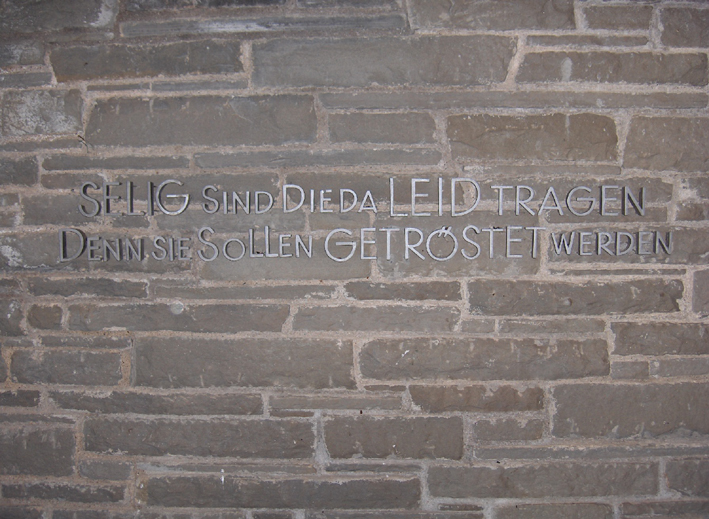 SELIG SIND DIE DA LEID TRAGEN
DENN SIE SOLLEN GETRÖSTET WERDEN